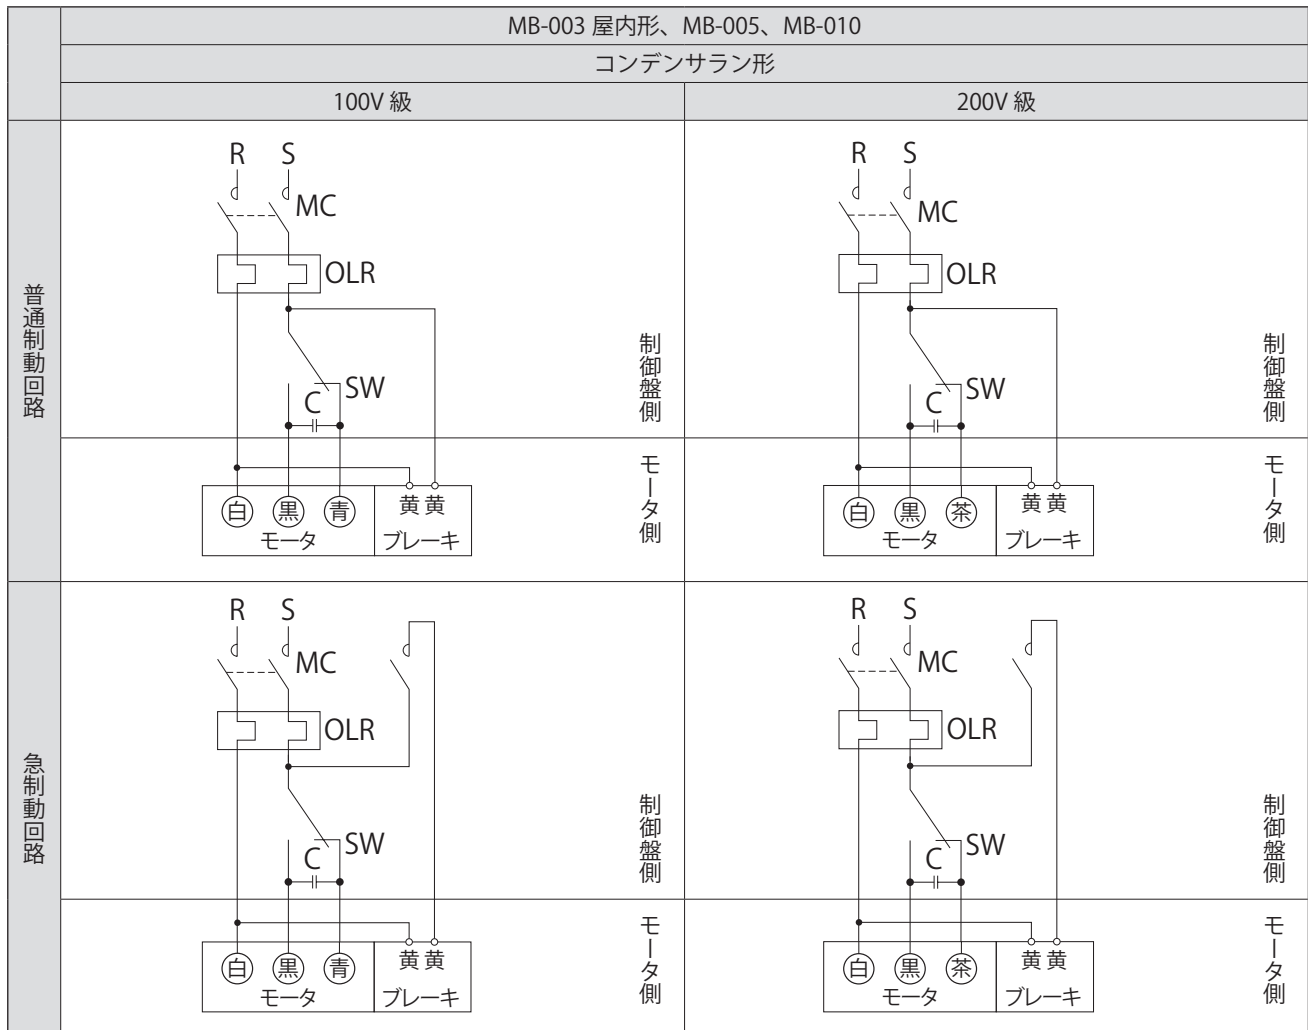 MB-003 屋内形、MB-005、MB-010
コンデンサラン形
100V 級
200V 級
普通制動回路
R S
MC
OLR
SW
C
制御盤側
モータ側
白 黒 青
黄 黄
モータ
ブレーキ
R S
MC
OLR
SW
C
制御盤側
モータ側
白 黒 茶
黄 黄
モータ
ブレーキ
急制動回路
R S
MC
OLR
SW
C
制御盤側
モータ側
白 黒 青
黄 黄
モータ
ブレーキ
R S
MC
OLR
SW
C
制御盤側
モータ側
白 黒 茶
黄 黄
モータ
ブレーキ